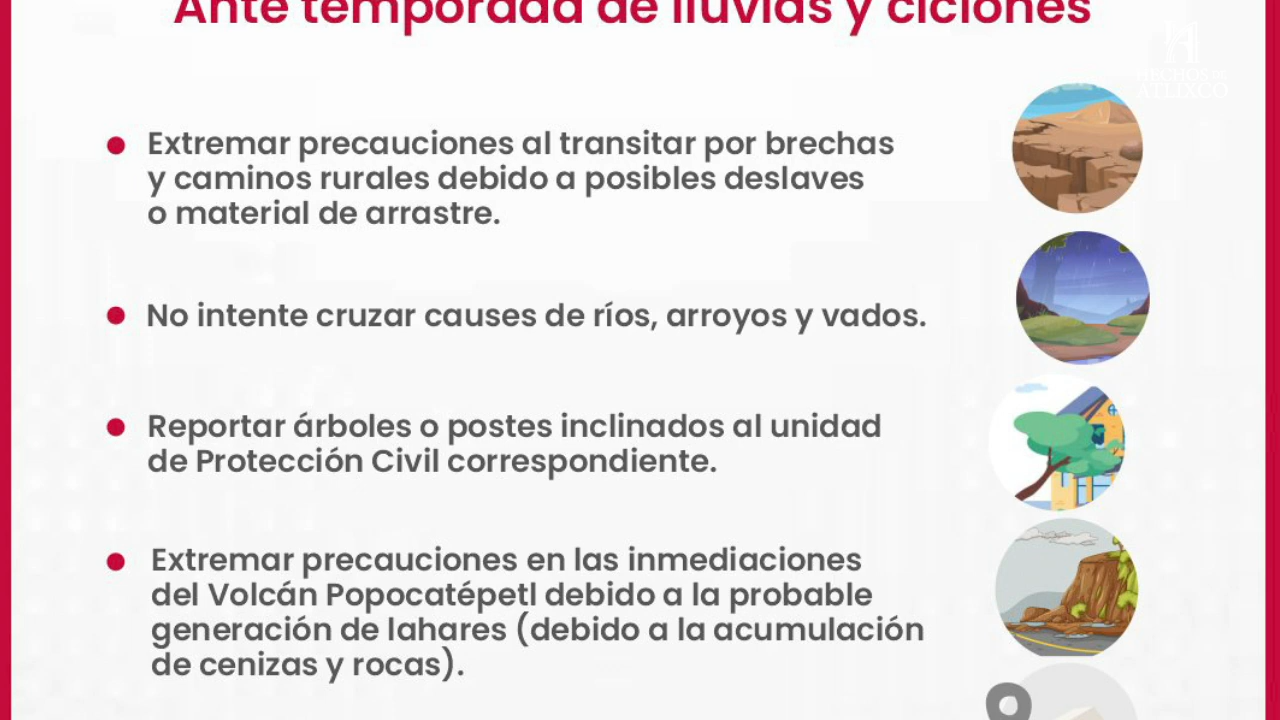 Ante temporada de lluvias y ciclones
HECHOS DE
ATLIXCO
Extremar precauciones al transitar por brechas
y caminos rurales debido a posibles deslaves
o material de arrastre.
No intente cruzar causes de ríos, arroyos y vados.
Reportar árboles o postes inclinados al unidad
de Protección Civil correspondiente.
Extremar precauciones en las inmediaciones
del Volcán Popocatépetl debido a la probable
generación de lahares (debido a la acumulación
de cenizas y rocas).